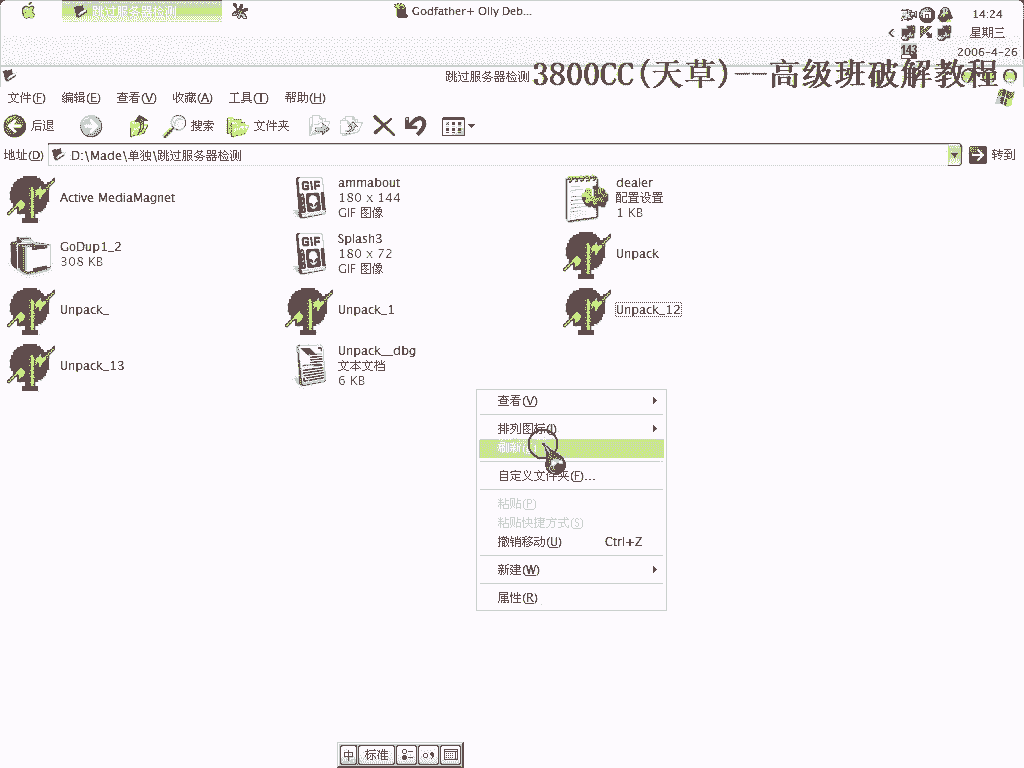 跳过服务器检测
Godfather+ Olly Deb...
14:24
星期三
143
2006-4-26
跳过服务器检测
3800CC(天草)--高级班破解教程
文件(F) 编辑(E) 查看(V) 收藏(A) 工具(T) 帮助(H)
后退 搜索 文件夹
地址(D) D:\Made\单独\跳过服务器检测 转到
Active MediaMagnet
ammabout
180 x 144
GIF 图像
dealer
配置设置
1 KB
GoDup1_2
308 KB
Splash3
180 x 72
GIF 图像
Unpack
Unpack_
Unpack_1
Unpack_12
Unpack_13
Unpack__dbg
文本文档
6 KB
查看(V)
排列图标(I)
刷新
自定义文件夹(F)...
粘贴(P)
粘贴快捷方式(S)
撤销移动(U) Ctrl+Z
新建(W)
属性(R)
中 标准